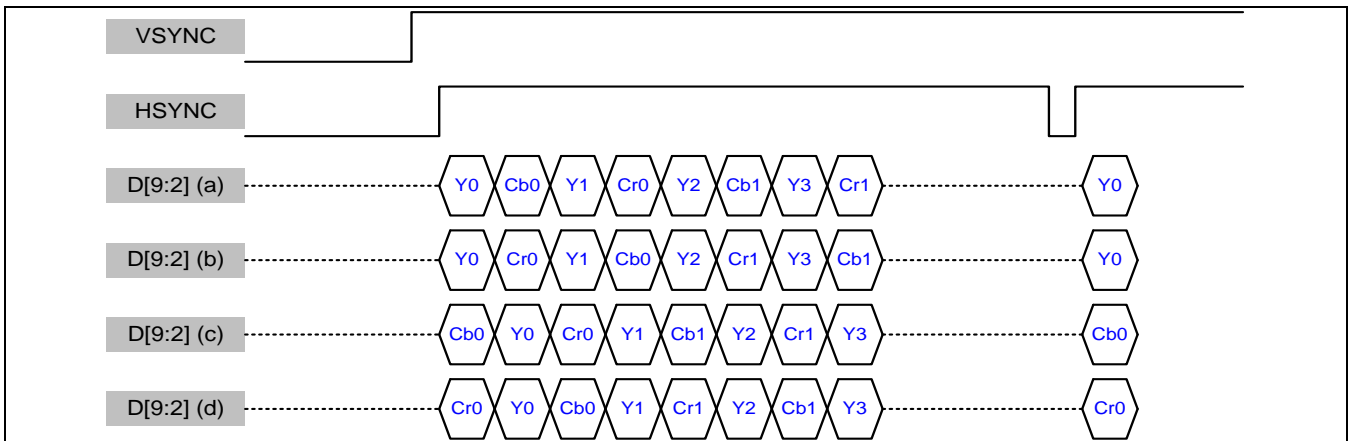 VSYNC
HSYNC
D[9:2] (a) Y0 Cb0 Y1 Cr0 Y2 Cb1 Y3 Cr1 Y0
D[9:2] (b) Y0 Cr0 Y1 Cb0 Y2 Cr1 Y3 Cb1 Y0
D[9:2] (c) Cb0 Y0 Cr0 Y1 Cb1 Y2 Cr1 Y3 Cb0
D[9:2] (d) Cr0 Y0 Cb0 Y1 Cr1 Y2 Cb1 Y3 Cr0